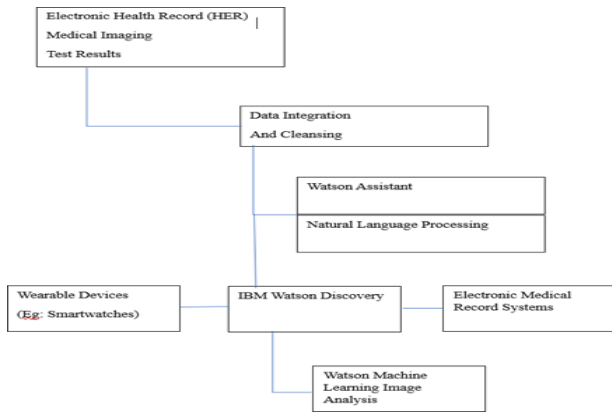 Electronic Health Record (HER)
Medical Imaging
Test Results
Data Integration
And Cleansing
Watson Assistant
Natural Language Processing
Wearable Devices
(Eg: Smartwatches)
IBM Watson Discovery
Electronic Medical
Record Systems
Watson Machine
Learning Image
Analysis